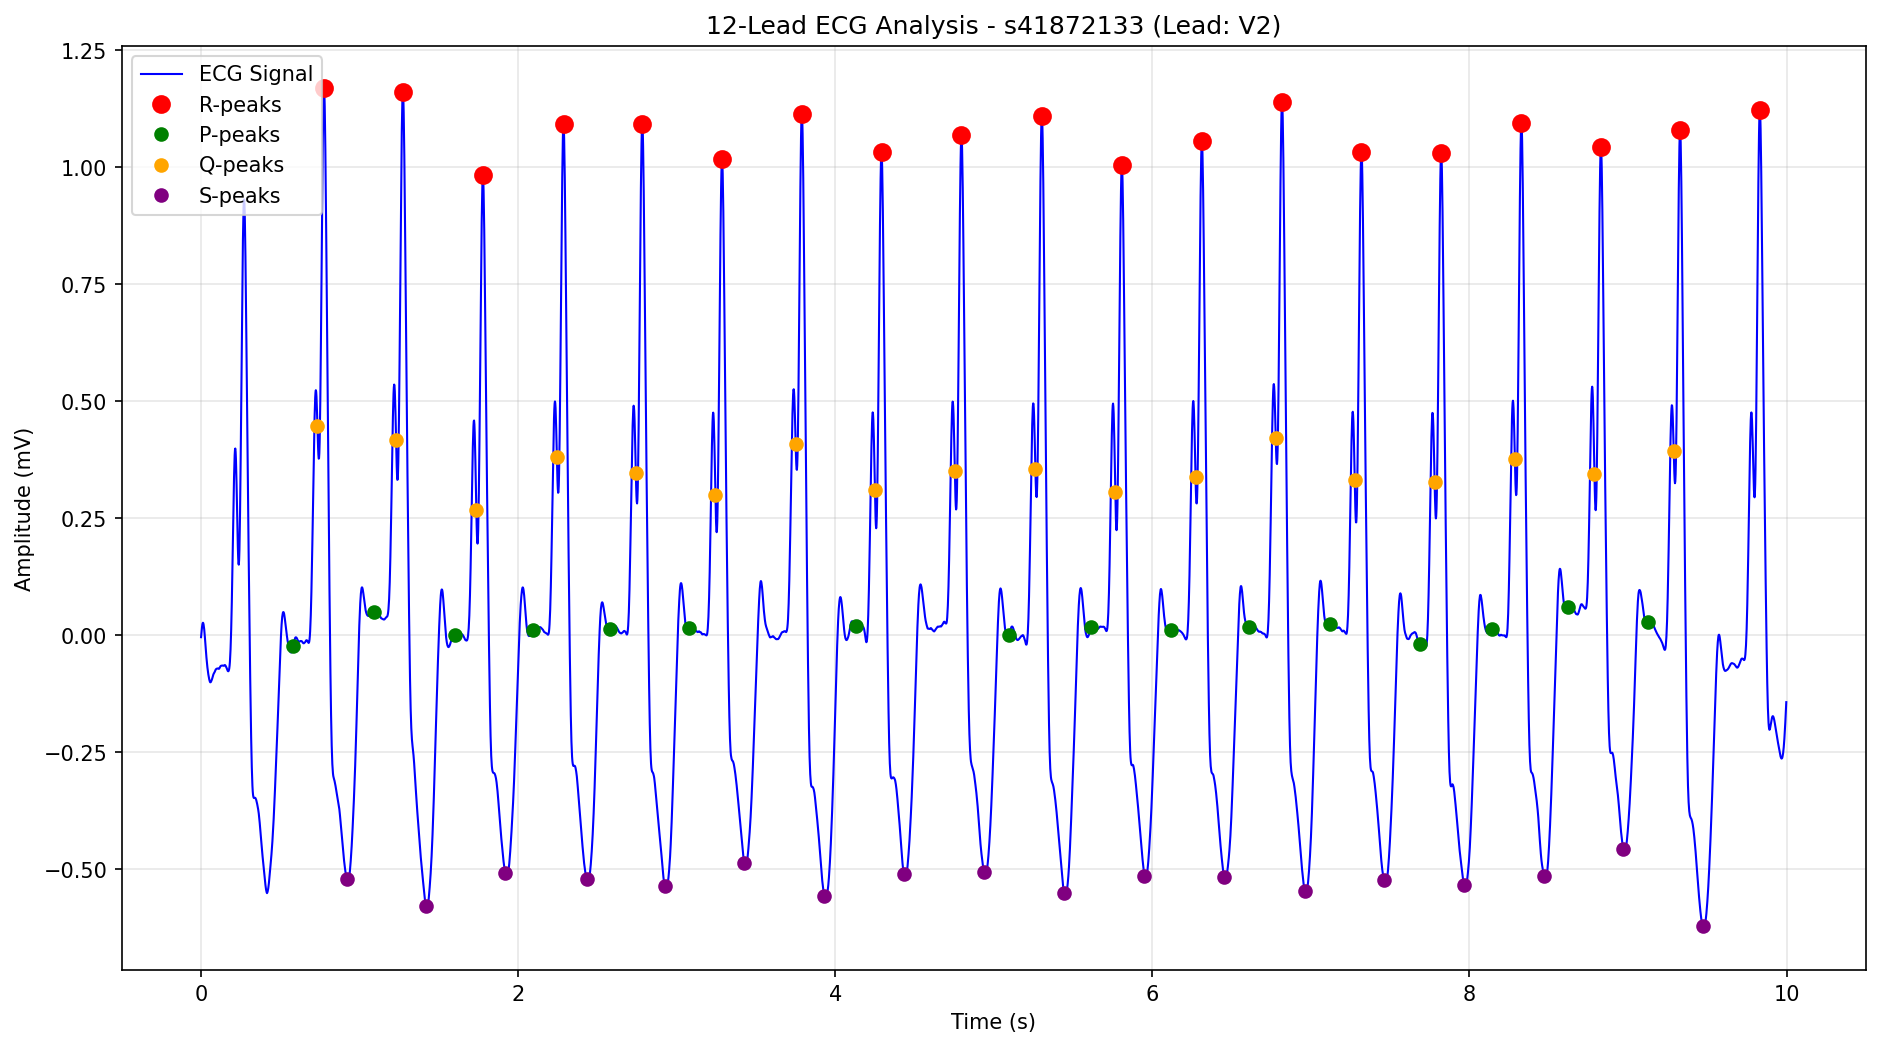 12-Lead ECG Analysis - s41872133 (Lead: V2)
ECG Signal
R-peaks
P-peaks
Q-peaks
S-peaks
1.25
1.00
0.75
0.50
0.25
0.00
−0.25
−0.50
Amplitude (mV)
0 2 4 6 8 10
Time (s)